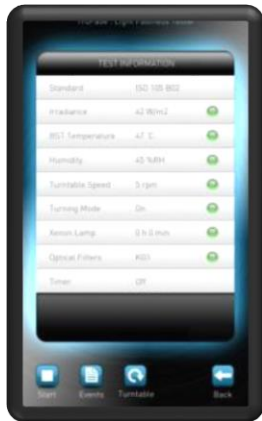 TEST INFORMATION
Standard ISO 105 B02
Irradiance 42 W/m2
BST Temperature 47 °C
Humidity 45 %RH
Turntable Speed 5 rpm
Turning Mode On
Xenon Lamp 0 h 0 min
Optical Filters
Timer Off
Start Events Turntable Back